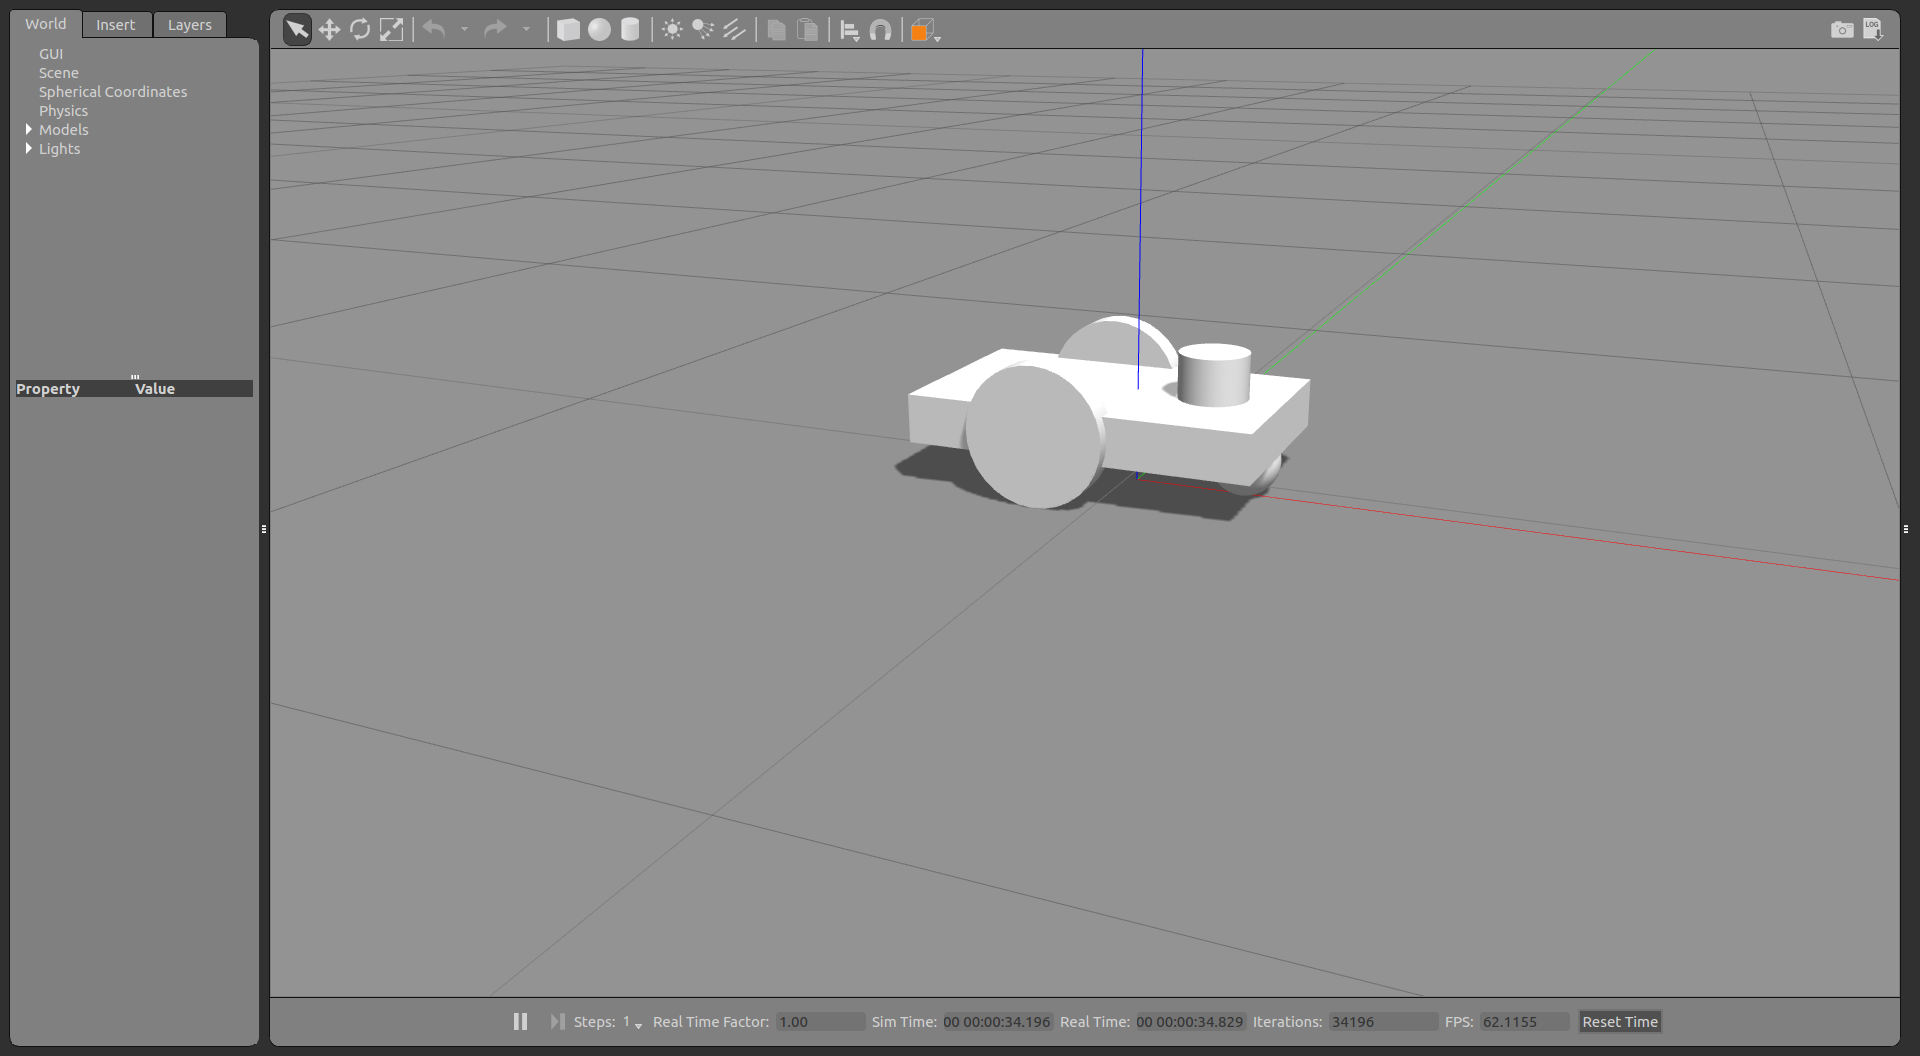 World Insert Layers
GUI
Scene
Spherical Coordinates
Physics
Models
Lights
Property Value
LOG
Steps: 1 Real Time Factor: 1.00 Sim Time: 00 00:00:34.196 Real Time: 00 00:00:34.829 Iterations: 34196 FPS: 62.1155 Reset Time